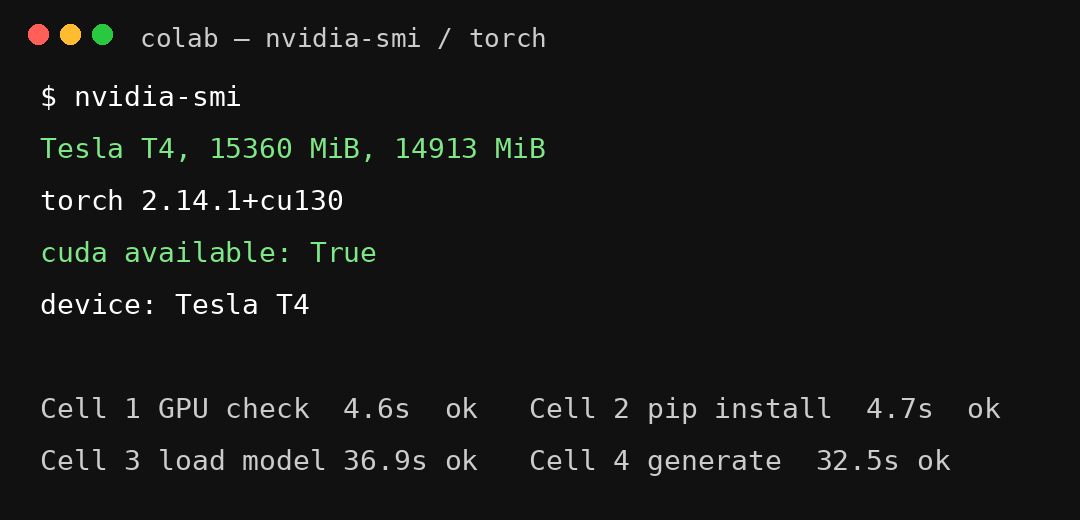 colab — nvidia-smi / torch
$ nvidia-smi
Tesla T4, 15360 MiB, 14913 MiB
torch 2.14.1+cu130
cuda available: True
device: Tesla T4
Cell 1 GPU check  4.6s  ok   Cell 2 pip install  4.7s  ok
Cell 3 load model 36.9s ok   Cell 4 generate  32.5s ok